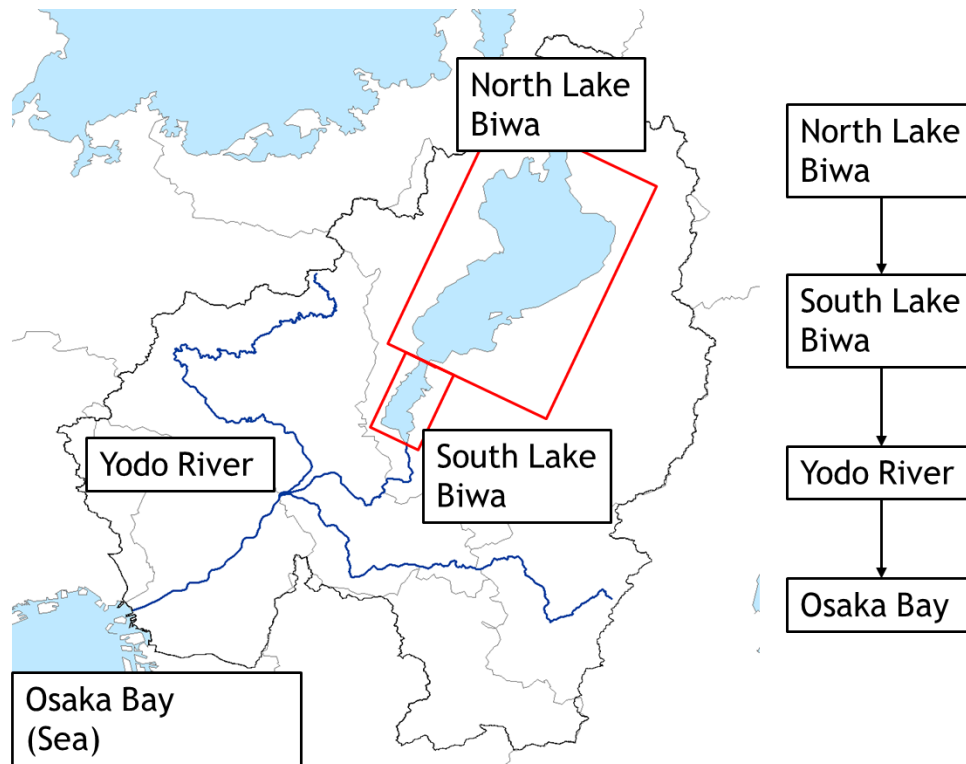 North Lake
Biwa
Yodo River
South Lake
Biwa
Osaka Bay
(Sea)
North Lake
Biwa
South Lake
Biwa
Yodo River
Osaka Bay